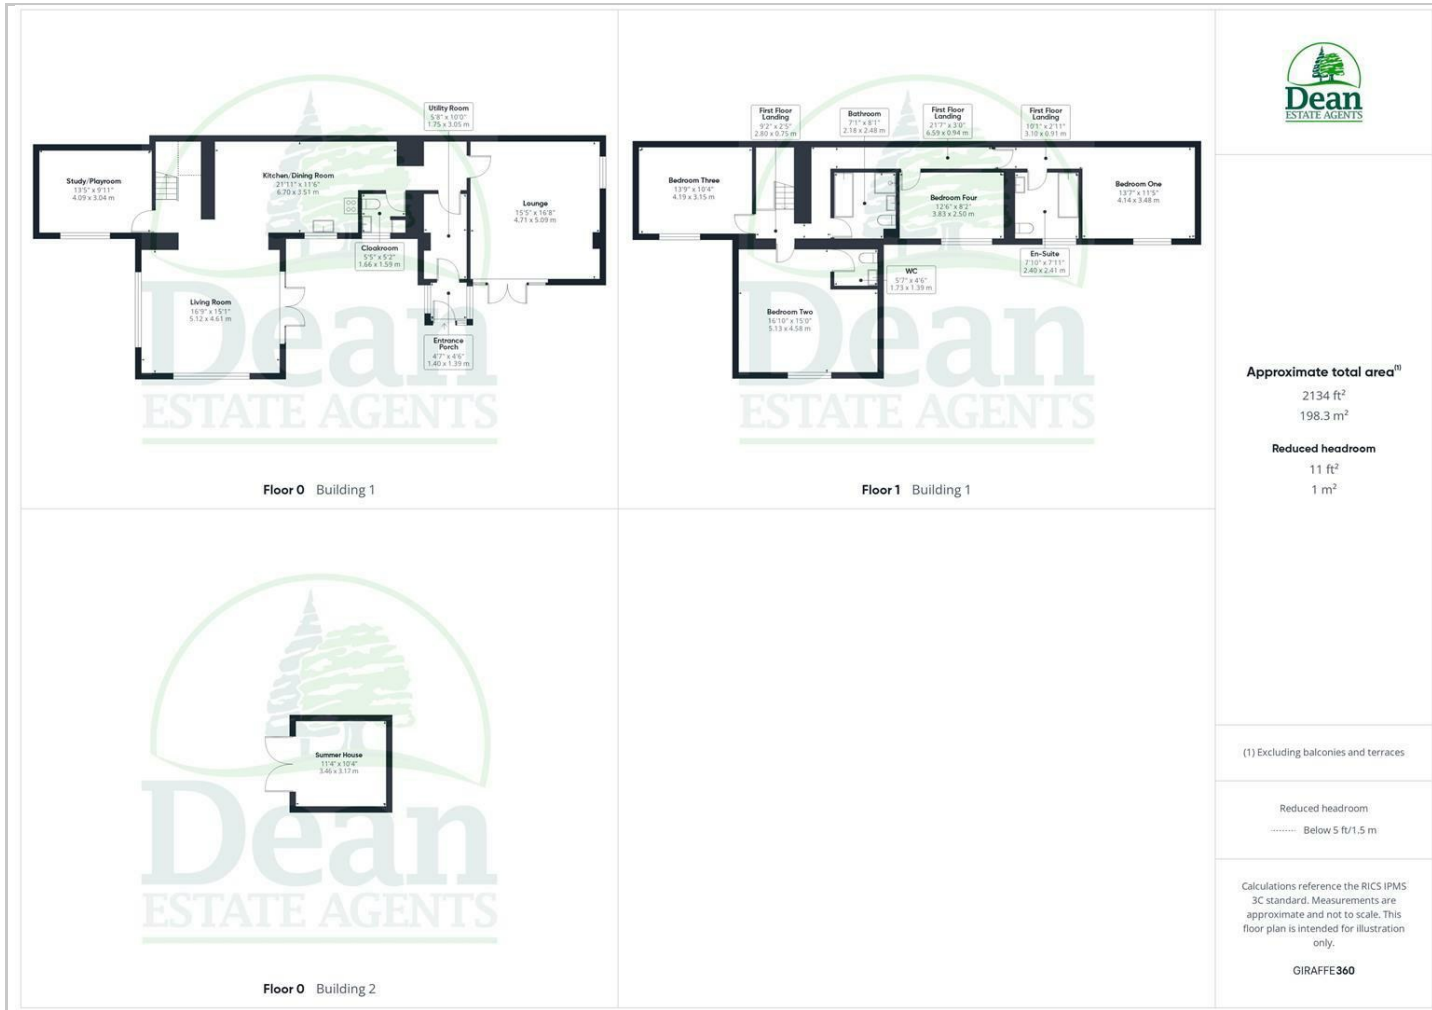 Utility Room
5'8" x 10'0"
1.75 x 3.05 m
Study/Playroom
13'5" x 9'11"
4.09 x 3.04 m
Kitchen/Dining Room
21'11" x 11'6"
6.70 x 3.51 m
Lounge
15'5" x 16'8"
4.71 x 5.09 m
Cloakroom
5'5" x 5'2"
1.66 x 1.59 m
Living Room
16'9" x 15'1"
5.12 x 4.61 m
Entrance
Porch
4'7" x 4'6"
1.40 x 1.39 m
Dean
ESTATE AGENTS
Floor 0 Building 1
First Floor
Landing
9'2" x 2'5"
2.80 x 0.75 m
Bathroom
7'1" x 8'1"
2.18 x 2.48 m
First Floor
Landing
21'7" x 3'0"
6.59 x 0.94 m
First Floor
Landing
10'1" x 2'11"
3.10 x 0.91 m
Bedroom Three
13'9" x 10'4"
4.19 x 3.15 m
Bedroom Four
12'6" x 8'2"
3.83 x 2.50 m
Bedroom One
13'7" x 11'5"
4.14 x 3.48 m
En-Suite
7'10" x 7'11"
2.40 x 2.41 m
WC
5'7" x 4'6"
1.73 x 1.39 m
Bedroom Two
16'10" x 15'0"
5.13 x 4.58 m
Dean
ESTATE AGENTS
Floor 1 Building 1
Summer House
11'4" x 10'4"
3.46 x 3.17 m
Dean
ESTATE AGENTS
Floor 0 Building 2
Dean
ESTATE AGENTS
Approximate total area(1)
2134 ft²
198.3 m²
Reduced headroom
11 ft²
1 m²
(1) Excluding balconies and terraces
Reduced headroom
Below 5 ft/1.5 m
Calculations reference the RICS IPMS
3C standard. Measurements are
approximate and not to scale. This
floor plan is intended for illustration
only.
GIRAFFE360